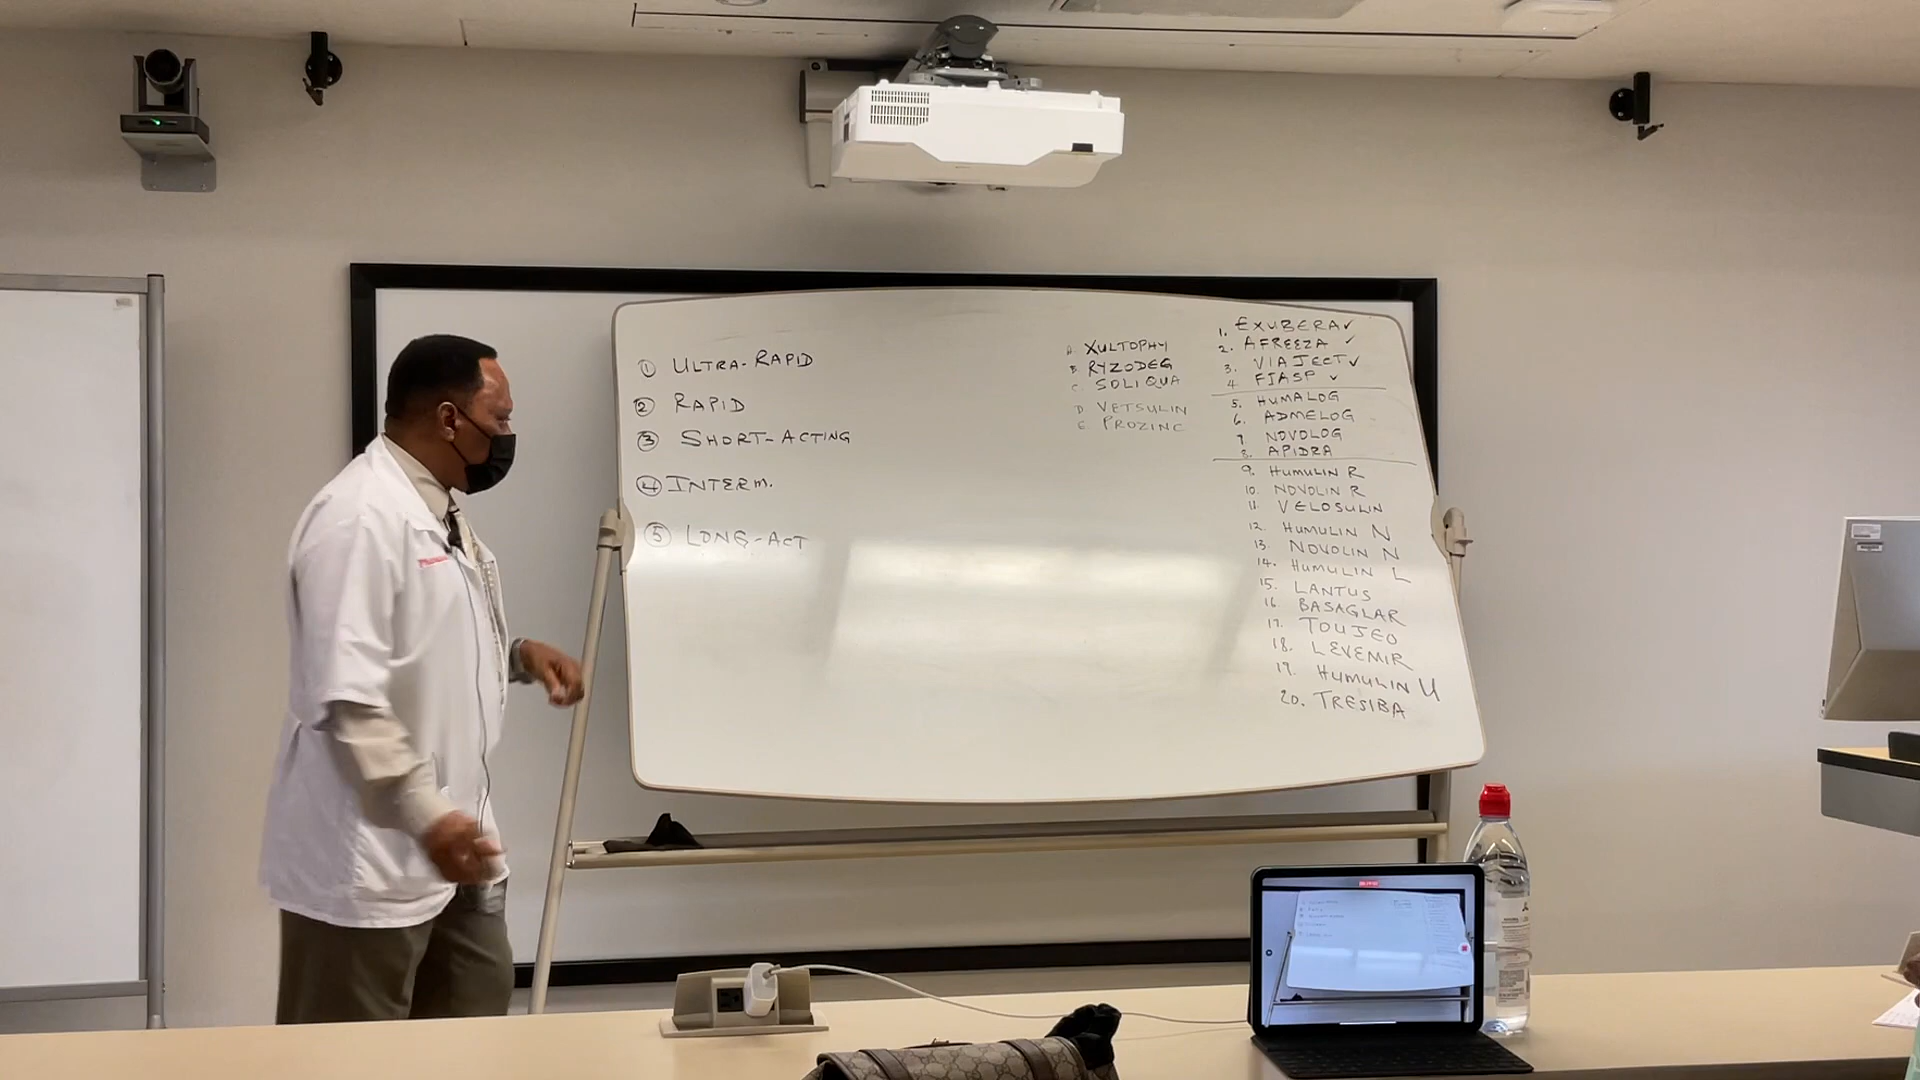 ① ULTRA-RAPID
② RAPID
③ SHORT-ACTING
④ INTERM.
⑤ LONG-ACT
A. XULTOPHY
B RYZODEG
C. SOLIQUA
D VETSULIN
E PROZINC
1. EXUBERA ✓
2. AFREEZA ✓
3. VIAJECT ✓
4 FIASP ✓
5. HUMALOG
6. ADMELOG
7 NOVOLOG
8. APIDRA
9. HUMULIN R
10. NOVOLIN R
11. VELOSULIN
12. HUMULIN N
13. NOVOLIN N
14. HUMULIN L
15. LANTUS
16. BASAGLAR
17. TOUJEO
18. LEVEMIR
19. HUMULIN U
20. TRESIBA